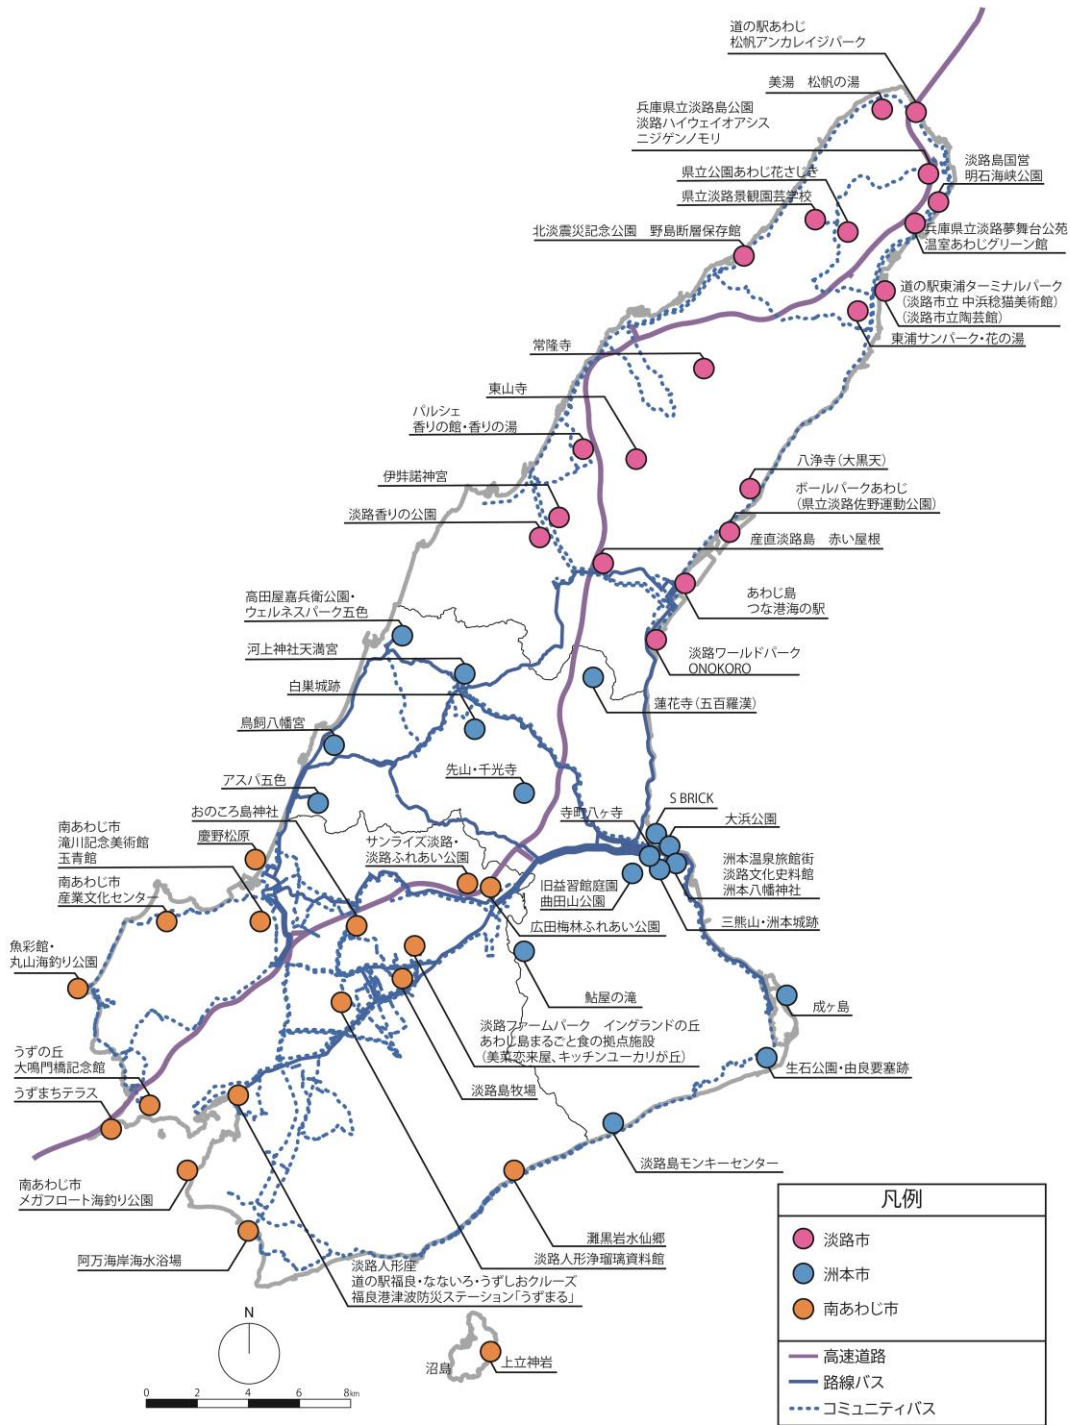 道の駅あわじ
松帆アンカレイジパーク
美湯　松帆の湯
兵庫県立淡路島公園
淡路ハイウェイオアシス
ニジゲンノモリ
淡路島国営
明石海峡公園
県立公園あわじ花さじき
県立淡路景観園芸学校
北淡震災記念公園　野島断層保存館
兵庫県立淡路夢舞台公苑
温室あわじグリーン館
道の駅東浦ターミナルパーク
(淡路市立 中浜稔猫美術館)
(淡路市立陶芸館)
東浦サンパーク・花の湯
常隆寺
東山寺
パルシェ
香りの館・香りの湯
八浄寺(大黒天)
伊弉諾神宮
ボールパークあわじ
(県立淡路佐野運動公園)
淡路香りの公園
産直淡路島　赤い屋根
あわじ島
つな港海の駅
高田屋嘉兵衛公園・
ウェルネスパーク五色
河上神社天満宮
淡路ワールドパーク
ONOKORO
白巣城跡
蓮花寺(五百羅漢)
鳥飼八幡宮
先山・千光寺
アスパ五色
S BRICK
寺町八ヶ寺
大浜公園
おのころ島神社
南あわじ市
滝川記念美術館
玉青館
慶野松原
サンライズ淡路・
淡路ふれあい公園
洲本温泉旅館街
淡路文化史料館
洲本八幡神社
南あわじ市
産業文化センター
旧益習館庭園
曲田山公園
三熊山・洲本城跡
広田梅林ふれあい公園
魚彩館・
丸山海釣り公園
鮎屋の滝
成ヶ島
淡路ファームパーク　イングランドの丘
あわじ島まるごと食の拠点施設
(美菜恋来屋、キッチンユーカリが丘)
うずの丘
大鳴門橋記念館
生石公園・由良要塞跡
うずまちテラス
淡路島牧場
淡路島モンキーセンター
南あわじ市
メガフロート海釣り公園
灘黒岩水仙郷
阿万海岸海水浴場
淡路人形浄瑠璃資料館
淡路人形座
道の駅福良・なないろ・うずしおクルーズ
福良港津波防災ステーション「うずまる」
沼島
上立神岩
N
0 2 4 6 8km
凡例
淡路市
洲本市
南あわじ市
高速道路
路線バス
コミュニティバス